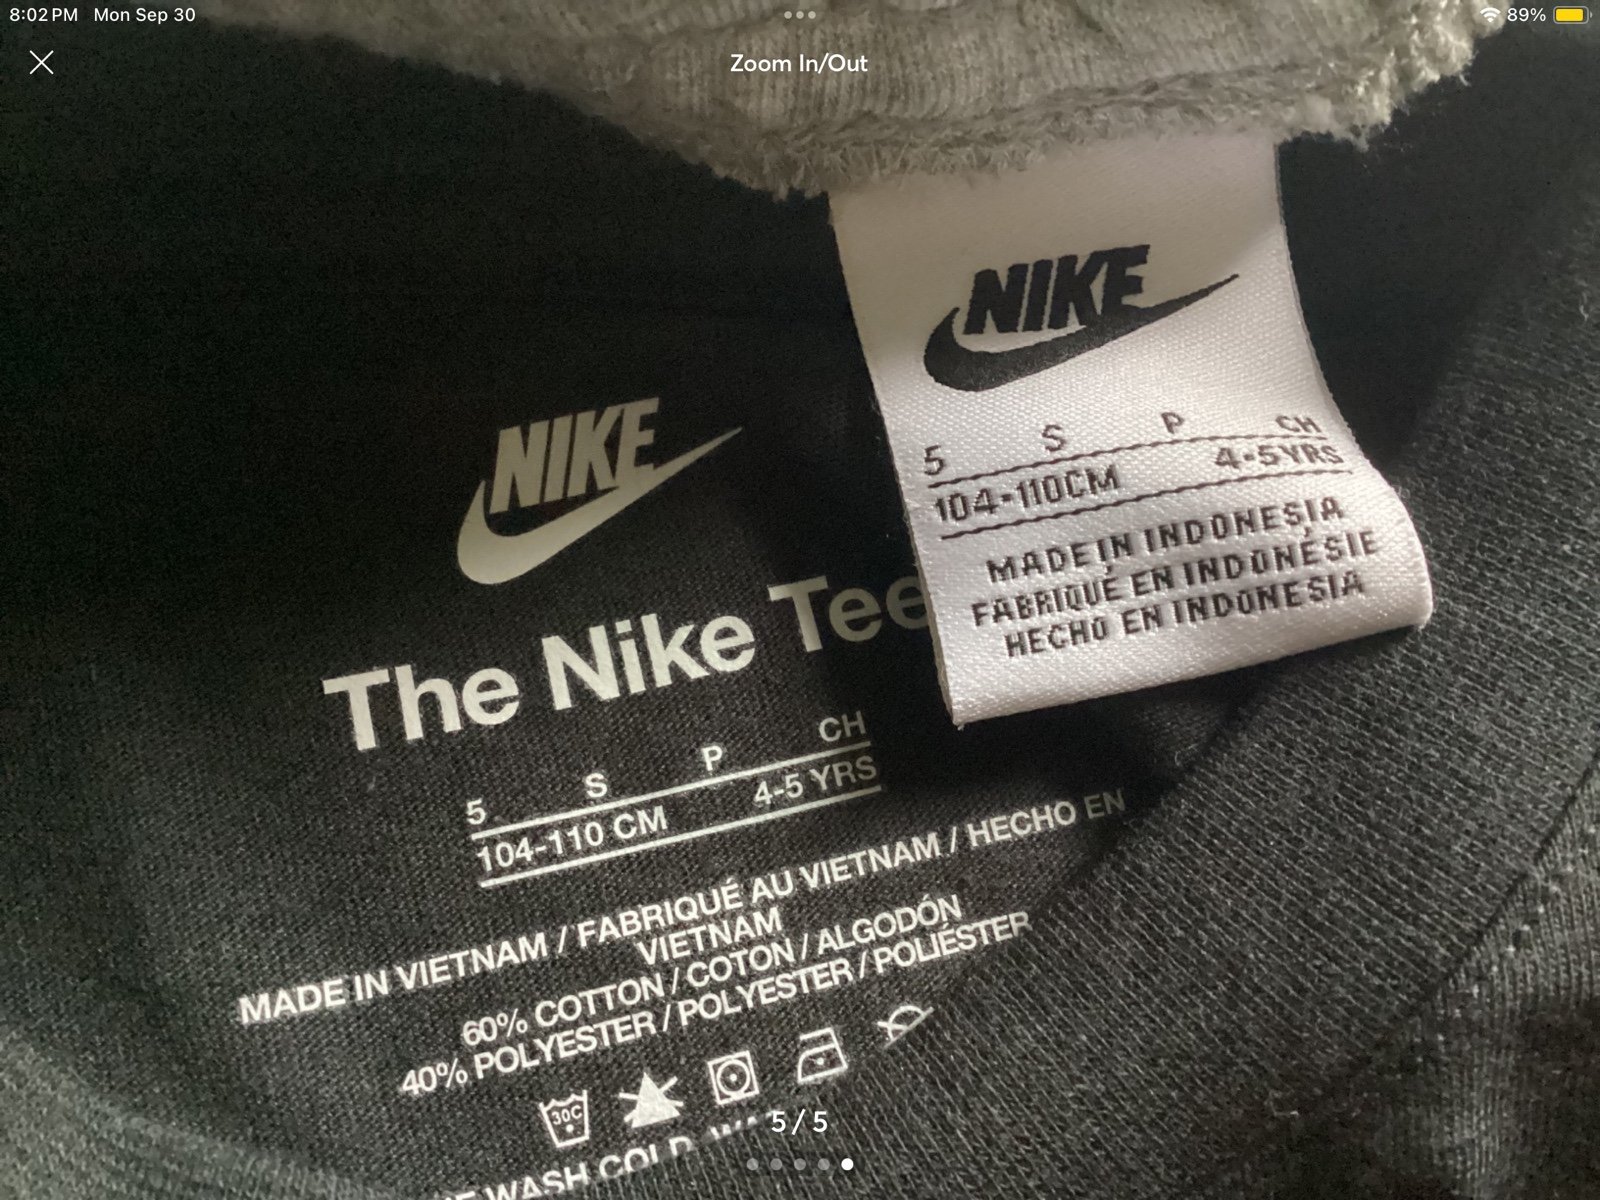 8:02 PM Mon Sep 30
89%
Zoom In/Out
NIKE
5 S P CH
104-110CM 4-5YRS
MADE IN INDONESIA
FABRIQUÉ EN INDONÉSIE
HECHO EN INDONESIA
NIKE
The Nike Tee
5 S P CH
104-110 CM 4-5 YRS
MADE IN VIETNAM / FABRIQUÉ AU VIETNAM / HECHO EN
VIETNAM
60% COTTON / COTON / ALGODÓN
40% POLYESTER / POLYESTER / POLIÉSTER
30C
WASH COLD
5 / 5